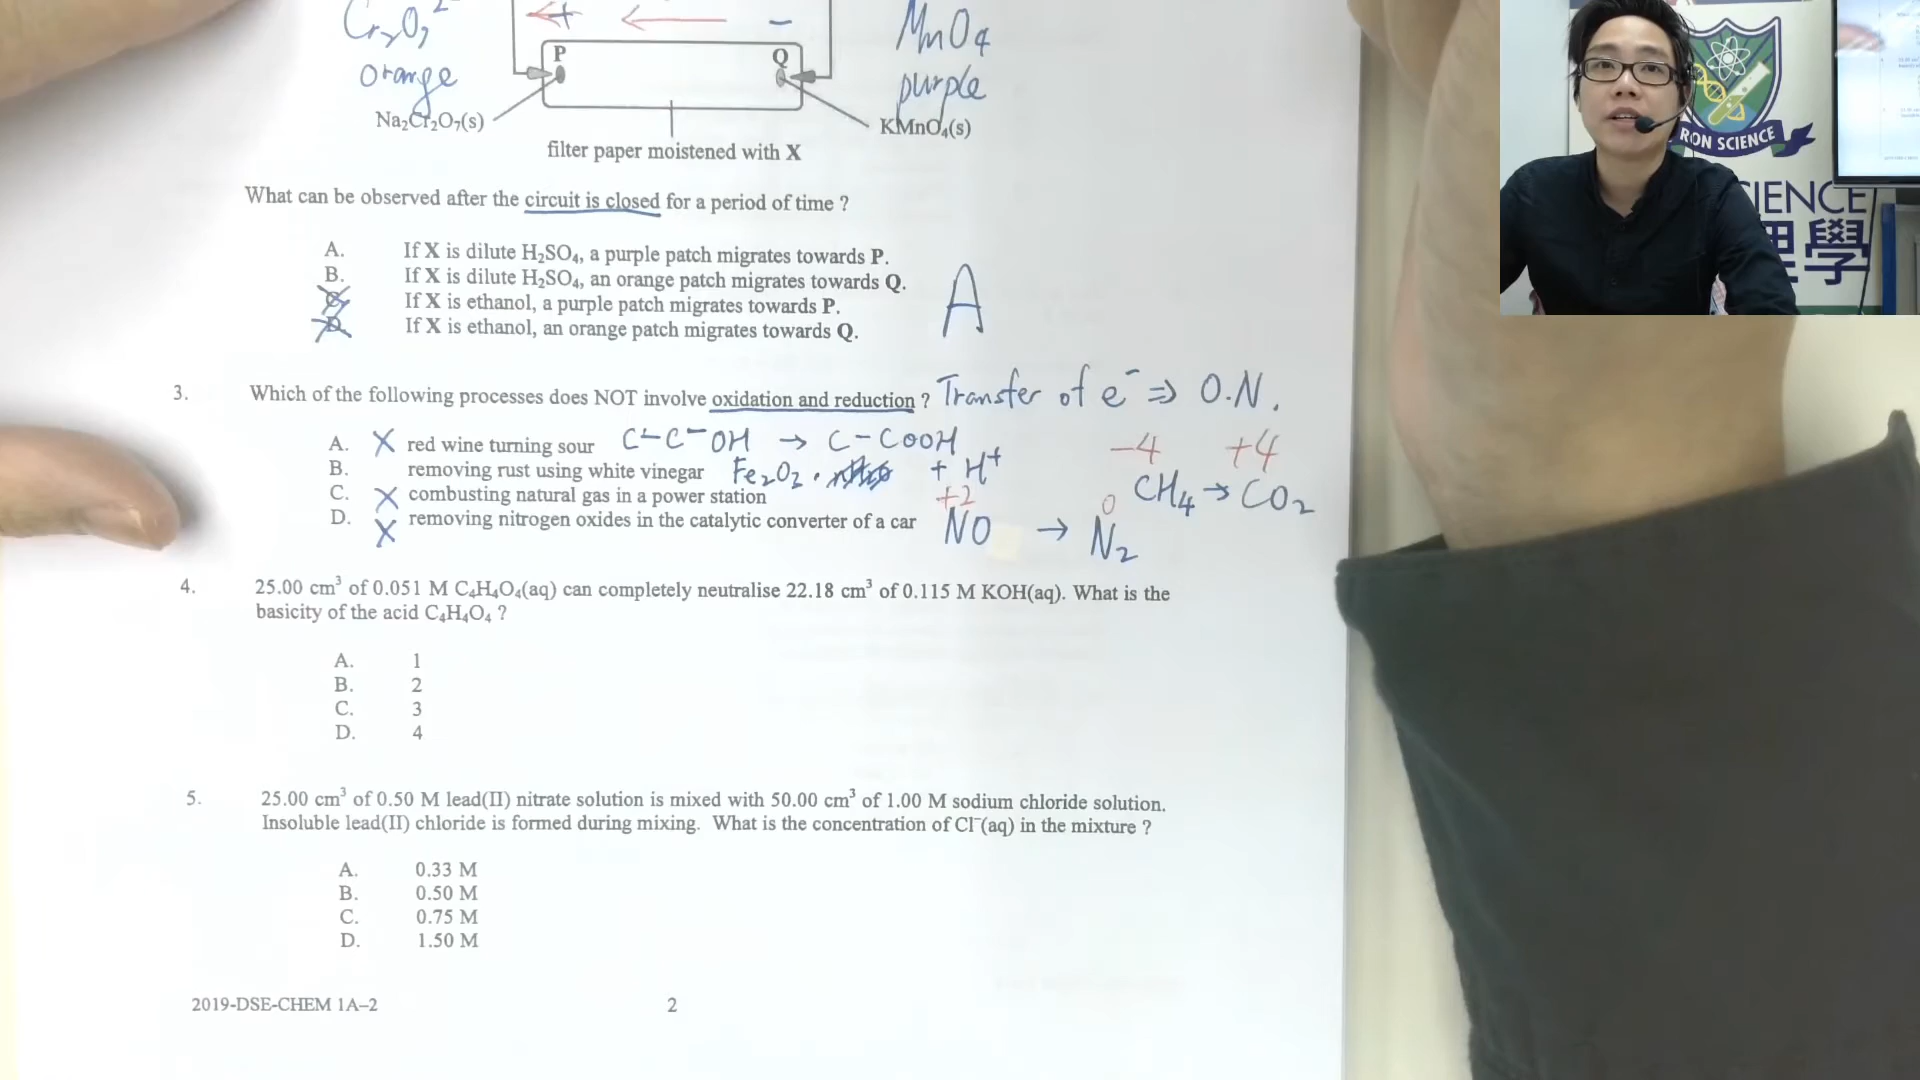 Cr2O7 2-
+
−
MnO4
P
Q
orange
purple
Na₂Cr₂O₇(s)
KMnO₄(s)
filter paper moistened with X
What can be observed after the circuit is closed for a period of time ?
A. If X is dilute H₂SO₄, a purple patch migrates towards P.
B. If X is dilute H₂SO₄, an orange patch migrates towards Q.
C. If X is ethanol, a purple patch migrates towards P.
D. If X is ethanol, an orange patch migrates towards Q.
A
3. Which of the following processes does NOT involve oxidation and reduction ? Transfer of e⁻ ⇒ O.N.
A. X red wine turning sour C-C-OH → C-COOH
-4 +4
B. removing rust using white vinegar Fe₂O₃ · + H⁺
C. X combusting natural gas in a power station CH₄ → CO₂
+2 0
D. X removing nitrogen oxides in the catalytic converter of a car NO → N₂
4. 25.00 cm³ of 0.051 M C₄H₄O₄(aq) can completely neutralise 22.18 cm³ of 0.115 M KOH(aq). What is the
basicity of the acid C₄H₄O₄ ?
A. 1
B. 2
C. 3
D. 4
5. 25.00 cm³ of 0.50 M lead(II) nitrate solution is mixed with 50.00 cm³ of 1.00 M sodium chloride solution.
Insoluble lead(II) chloride is formed during mixing. What is the concentration of Cl⁻(aq) in the mixture ?
A. 0.33 M
B. 0.50 M
C. 0.75 M
D. 1.50 M
2019-DSE-CHEM 1A–2
2
RON SCIENCE
IENCE
理學